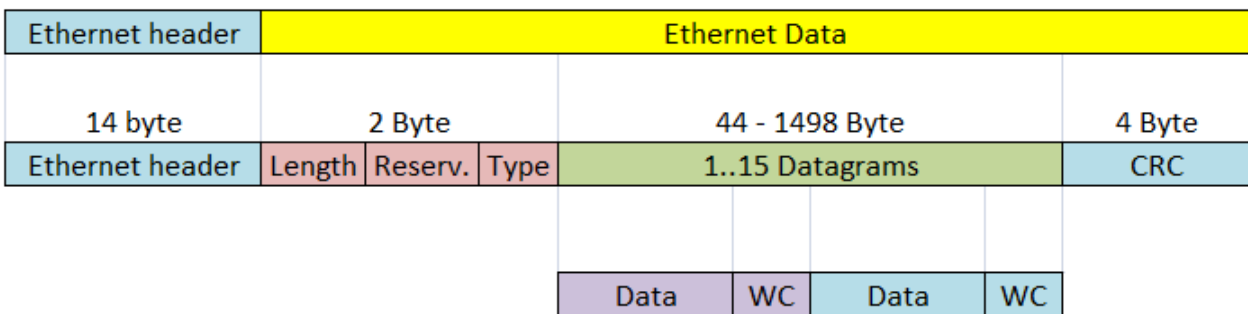 Ethernet header Ethernet Data
14 byte 2 Byte 44 - 1498 Byte 4 Byte
Ethernet header Length Reserv. Type 1..15 Datagrams CRC
Data WC Data WC